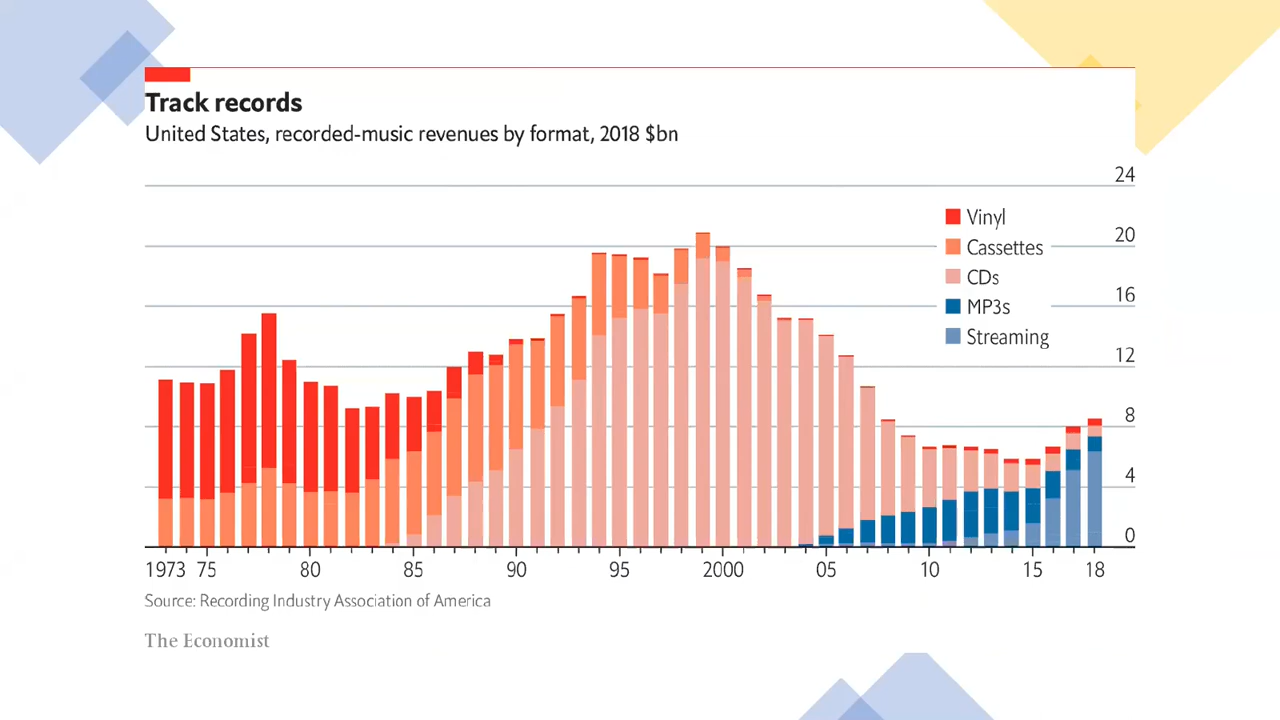 Track records
United States, recorded-music revenues by format, 2018 $bn
24
20
16
12
8
4
0
Vinyl
Cassettes
CDs
MP3s
Streaming
1973 75 80 85 90 95 2000 05 10 15 18
Source: Recording Industry Association of America
The Economist